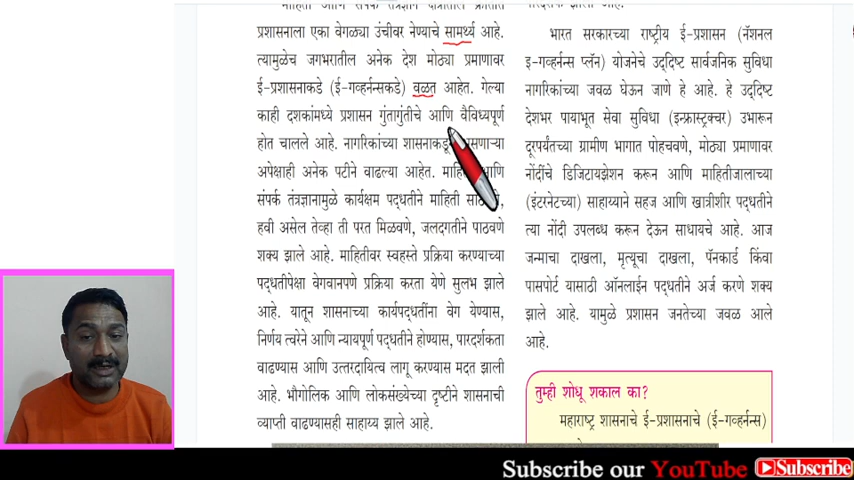 माहिती आणि संपर्क तंत्रज्ञान क्षेत्रातील क्रांतीत
प्रशासनाला एका वेगळ्या उंचीवर नेण्याचे सामर्थ्य आहे.
त्यामुळेच जगभरातील अनेक देश मोठ्या प्रमाणावर
ई-प्रशासनाकडे (ई-गव्हर्नन्सकडे) वळत आहेत. गेल्या
काही दशकांमध्ये प्रशासन गुंतागुंतीचे आणि वैविध्यपूर्ण
होत चालले आहे. नागरिकांच्या शासनाकडून
अपेक्षाही अनेक पटीने वाढल्या आहेत.
संपर्क तंत्रज्ञानामुळे कार्यक्षम पद्धतीने माहिती
हवी असेल तेव्हा ती परत मिळवणे, जलदगतीने पाठवणे
शक्य झाले आहे. माहितीवर स्वहस्ते प्रक्रिया करण्याच्या
पद्धतीपेक्षा वेगवानपणे प्रक्रिया करता येणे सुलभ झाले
आहे. यातून शासनाच्या कार्यपद्धतींना वेग येण्यास,
निर्णय त्वरेने आणि न्यायपूर्ण पद्धतीने होण्यास, पारदर्शकता
वाढण्यास आणि उत्तरदायित्व लागू करण्यास मदत झाली
आहे. भौगोलिक आणि लोकसंख्येच्या दृष्टीने शासनाची
व्याप्ती वाढण्यासही साहाय्य झाले आहे.
भारत सरकारच्या राष्ट्रीय ई-प्रशासन (नॅशनल
इ-गव्हर्नन्स प्लॅन) योजनेचे उद्दिष्ट सार्वजनिक सुविधा
नागरिकांच्या जवळ घेऊन जाणे हे आहे. हे उद्दिष्ट
देशभर पायाभूत सेवा सुविधा (इन्फ्रास्ट्रक्चर) उभारून
दूरपर्यंतच्या ग्रामीण भागात पोहचवणे, मोठ्या प्रमाणावर
नोंदींचे डिजिटायझेशन करून आणि माहितीजालाच्या
(इंटरनेटच्या) साहाय्याने सहज आणि खात्रीशीर पद्धतीने
त्या नोंदी उपलब्ध करून देऊन साधायचे आहे. आज
जन्माचा दाखला, मृत्यूचा दाखला, पॅनकार्ड किंवा
पासपोर्ट यासाठी ऑनलाईन पद्धतीने अर्ज करणे शक्य
झाले आहे. यामुळे प्रशासन जनतेच्या जवळ आले
आहे.
तुम्ही शोधू शकाल का?
महाराष्ट्र शासनाचे ई-प्रशासनाचे (ई-गव्हर्नन्स)
Subscribe our YouTube Subscribe